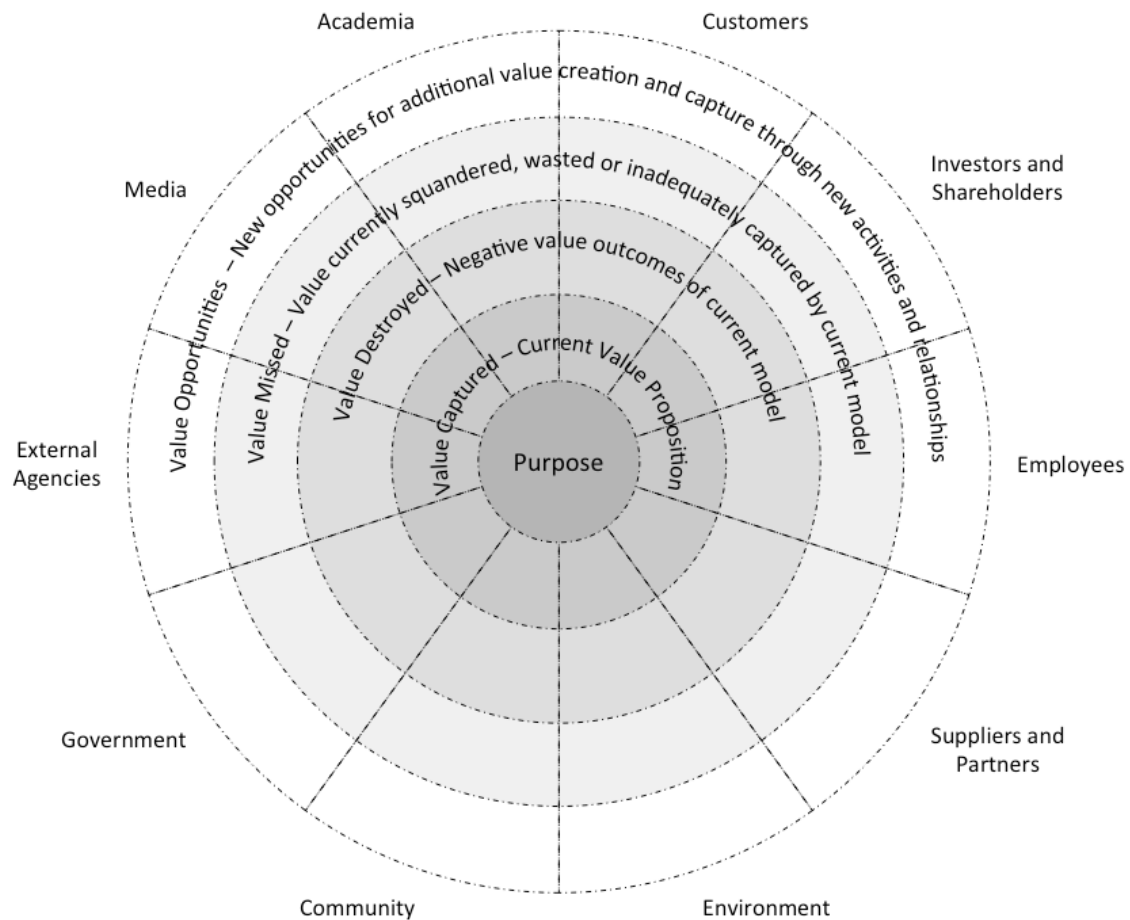 Academia
Customers
Media
Investors and
Shareholders
External
Agencies
Employees
Government
Suppliers and
Partners
Community
Environment
Value Opportunities – New opportunities for additional value creation and capture through new activities and relationships
Value Missed – Value currently squandered, wasted or inadequately captured by current model
Value Destroyed – Negative value outcomes of current model
Value Captured – Current Value Proposition
Purpose